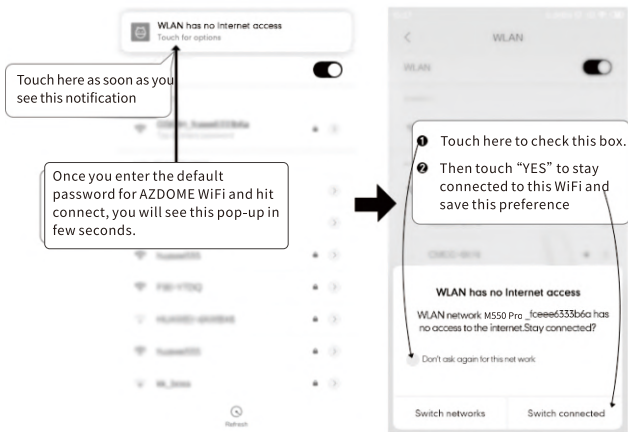 WLAN has no Internet access
Touch for options
Touch here as soon as you
see this notification
Once you enter the default
password for AZDOME WiFi and hit
connect, you will see this pop-up in
few seconds.
Refresh
WLAN
WLAN
❶ Touch here to check this box.
❷ Then touch “YES” to stay
connected to this WiFi and
save this preference
WLAN has no Internet access
WLAN network M550 Pro _fceee6333b6a has
no access to the internet.Stay connected?
Don't ask again for this net work
Switch networks
Switch connected